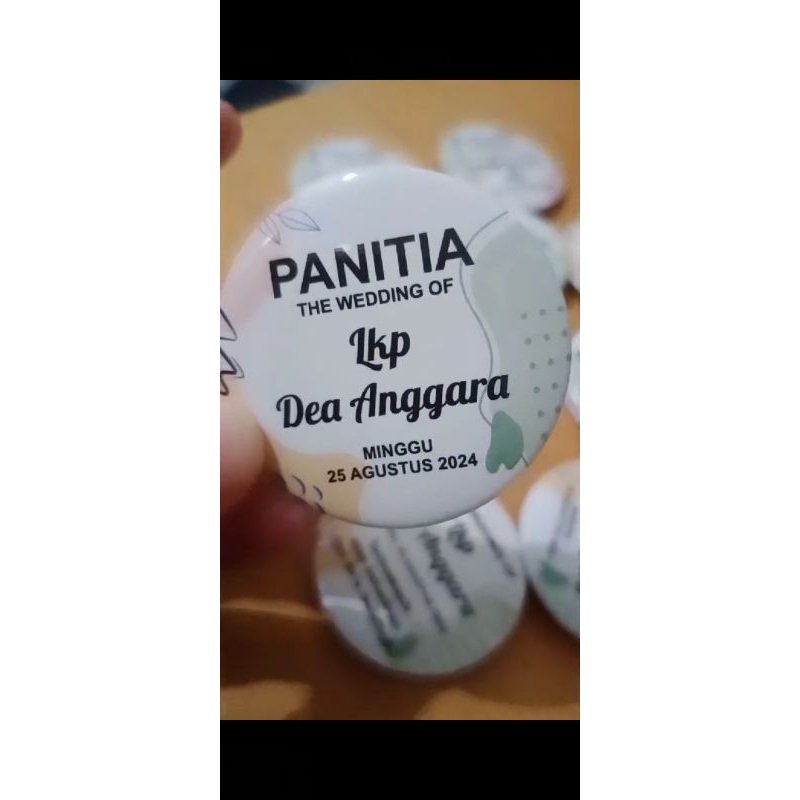 PANITIA
THE WEDDING OF
Lkp
Dea Anggara
MINGGU
25 AGUSTUS 2024